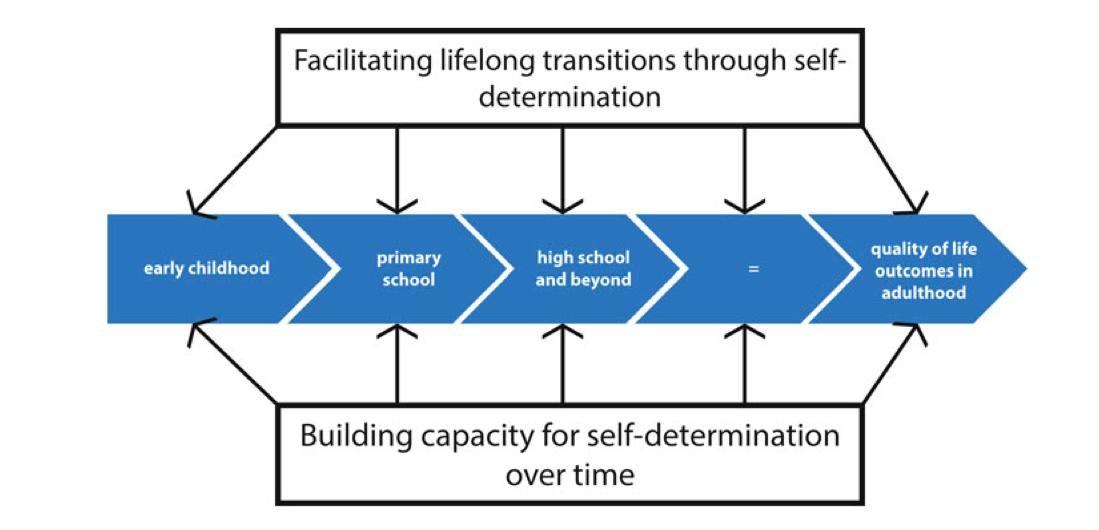 Facilitating lifelong transitions through self-
determination
early childhood
primary
school
high school
and beyond
=
quality of life
outcomes in
adulthood
Building capacity for self-determination
over time